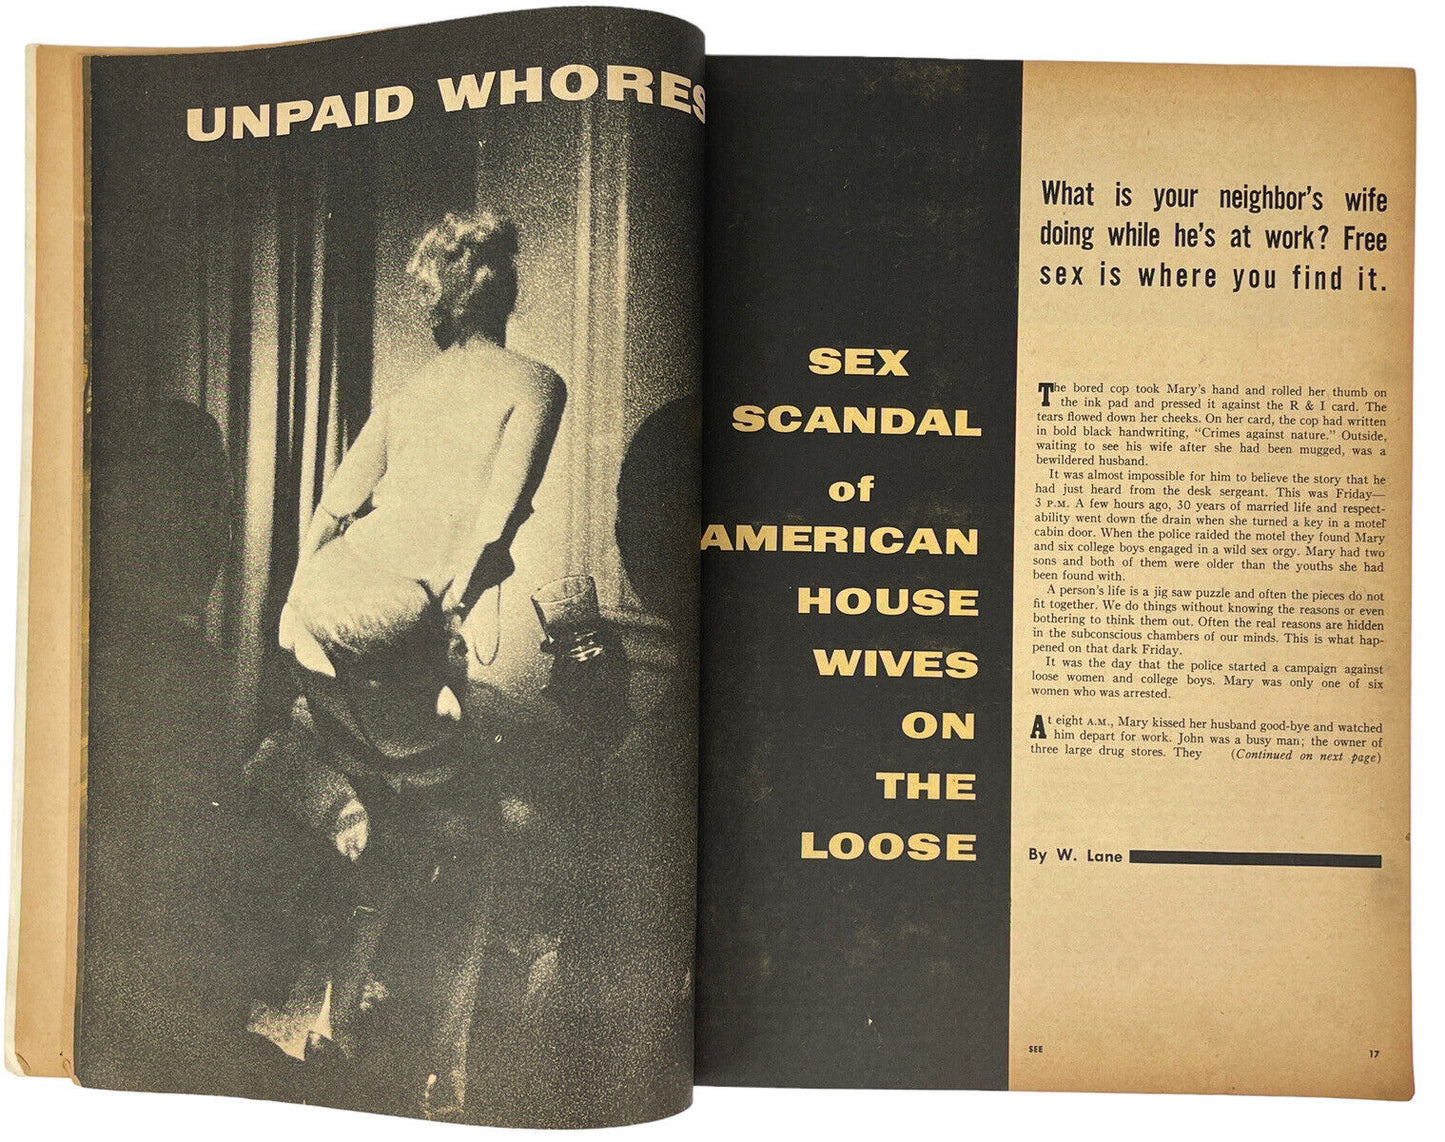 UNPAID WHORES
SEX
SCANDAL
of
AMERICAN
HOUSE
WIVES
ON
THE
LOOSE
What is your neighbor's wife
doing while he's at work? Free
sex is where you find it.
The bored cop took Mary's hand and rolled her thumb on
the ink pad and pressed it against the R & I card. The
tears flowed down her cheeks. On her card, the cop had written
in bold black handwriting, "Crimes against nature." Outside,
waiting to see his wife after she had been mugged, was a
bewildered husband.
It was almost impossible for him to believe the story that he
had just heard from the desk sergeant. This was Friday—
3 P.M. A few hours ago, 30 years of married life and respect-
ability went down the drain when she turned a key in a motel
cabin door. When the police raided the motel they found Mary
and six college boys engaged in a wild sex orgy. Mary had two
sons and both of them were older than the youths she had
been found with.
A person's life is a jig saw puzzle and often the pieces do not
fit together. We do things without knowing the reasons or even
bothering to think them out. Often the real reasons are hidden
in the subconscious chambers of our minds. This is what hap-
pened on that dark Friday.
It was the day that the police started a campaign against
loose women and college boys. Mary was only one of six
women who was arrested.
At eight A.M., Mary kissed her husband good-bye and watched
him depart for work. John was a busy man; the owner of
three large drug stores. They (Continued on next page)
By W. Lane
SEE
17